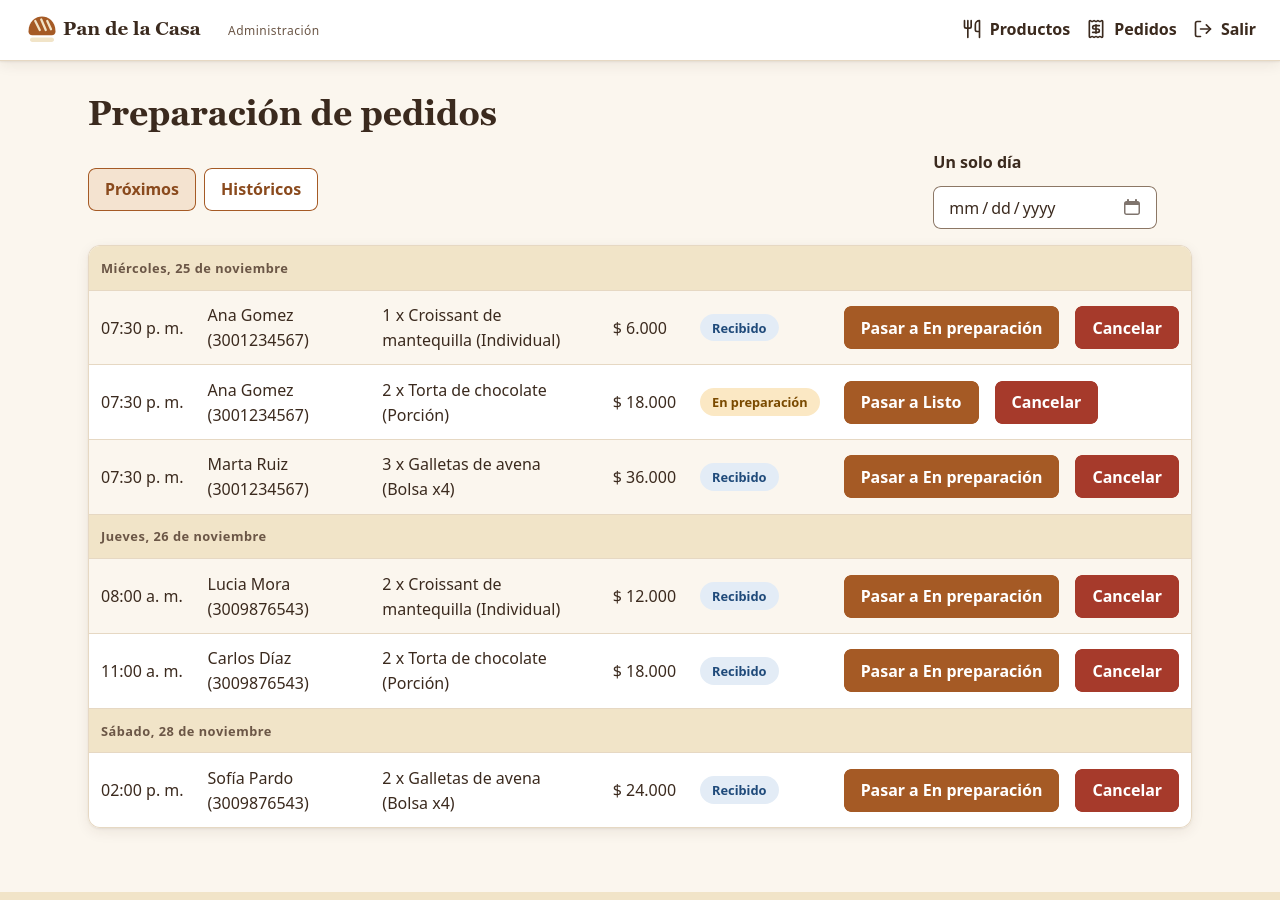 Pan de la Casa
Administración
Productos
Pedidos
Salir
Preparación de pedidos
Próximos
Históricos
Un solo día
mm/dd/yyyy
Miércoles, 25 de noviembre
07:30 p. m.
Ana Gomez
(3001234567)
1 x Croissant de
mantequilla (Individual)
$ 6.000
Recibido
Pasar a En preparación
Cancelar
07:30 p. m.
Ana Gomez
(3001234567)
2 x Torta de chocolate
(Porción)
$ 18.000
En preparación
Pasar a Listo
Cancelar
07:30 p. m.
Marta Ruiz
(3001234567)
3 x Galletas de avena
(Bolsa x4)
$ 36.000
Recibido
Pasar a En preparación
Cancelar
Jueves, 26 de noviembre
08:00 a. m.
Lucia Mora
(3009876543)
2 x Croissant de
mantequilla (Individual)
$ 12.000
Recibido
Pasar a En preparación
Cancelar
11:00 a. m.
Carlos Díaz
(3009876543)
2 x Torta de chocolate
(Porción)
$ 18.000
Recibido
Pasar a En preparación
Cancelar
Sábado, 28 de noviembre
02:00 p. m.
Sofía Pardo
(3009876543)
2 x Galletas de avena
(Bolsa x4)
$ 24.000
Recibido
Pasar a En preparación
Cancelar